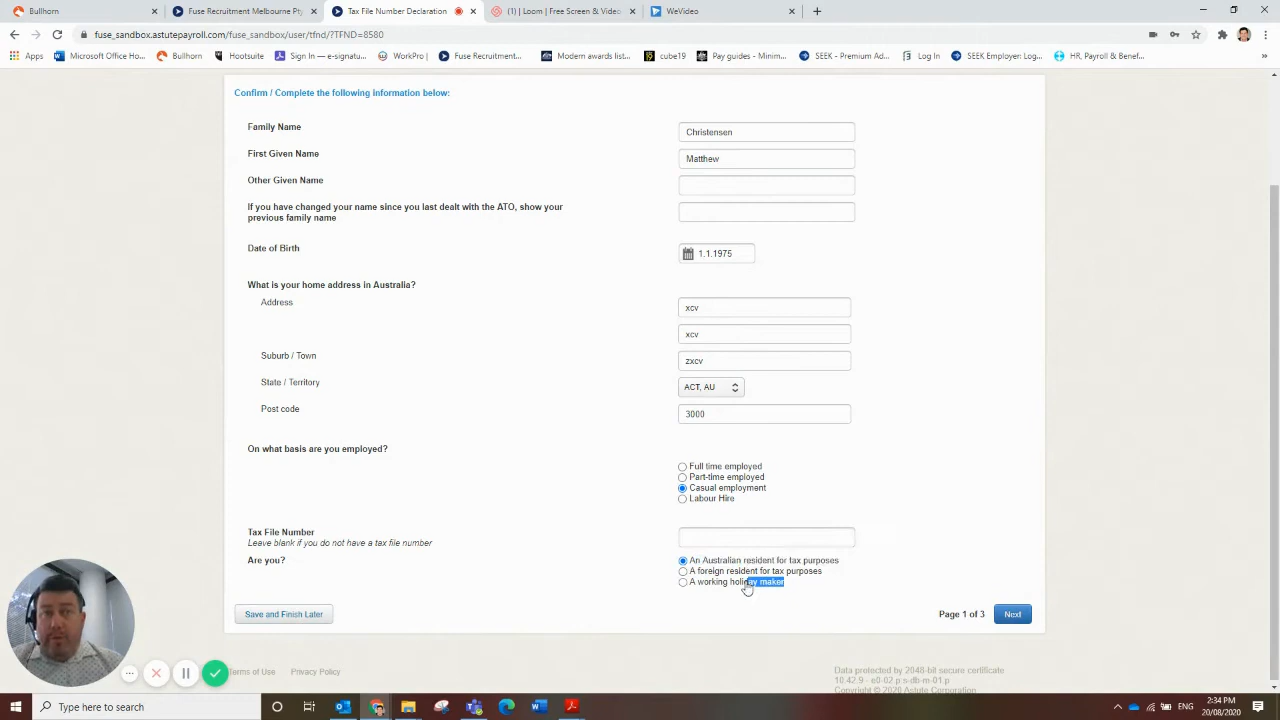 Bullhorn
Fuse Recruitment Melbourne Pty
Tax File Number Declaration
(1) | Loom | Free Screen & Video
WeVideo
fuse_sandbox.astutepayroll.com/fuse_sandbox/user/tfnd/?TFND=8580
Apps
Microsoft Office Ho...
Bullhorn
Hootsuite
Sign In — e-signatu...
WorkPro |
Fuse Recruitment...
Modern awards list...
cube19
Pay guides - Minim...
SEEK - Premium Ad...
Log In
SEEK Employer: Log...
HR, Payroll & Benef...
»
Confirm / Complete the following information below:
Family Name
Christensen
First Given Name
Matthew
Other Given Name
If you have changed your name since you last dealt with the ATO, show your
previous family name
Date of Birth
1.1.1975
What is your home address in Australia?
Address
xcv
xcv
Suburb / Town
zxcv
State / Territory
ACT, AU
Post code
3000
On what basis are you employed?
Full time employed
Part-time employed
Casual employment
Labour Hire
Tax File Number
Leave blank if you do not have a tax file number
Are you?
An Australian resident for tax purposes
A foreign resident for tax purposes
A working holiday maker
Save and Finish Later
Page 1 of 3
Next
Terms of Use
Privacy Policy
Data protected by 2048-bit secure certificate
Copyright © 2020 Astute Corporation
Type here to search
2:34 PM
20/08/2020